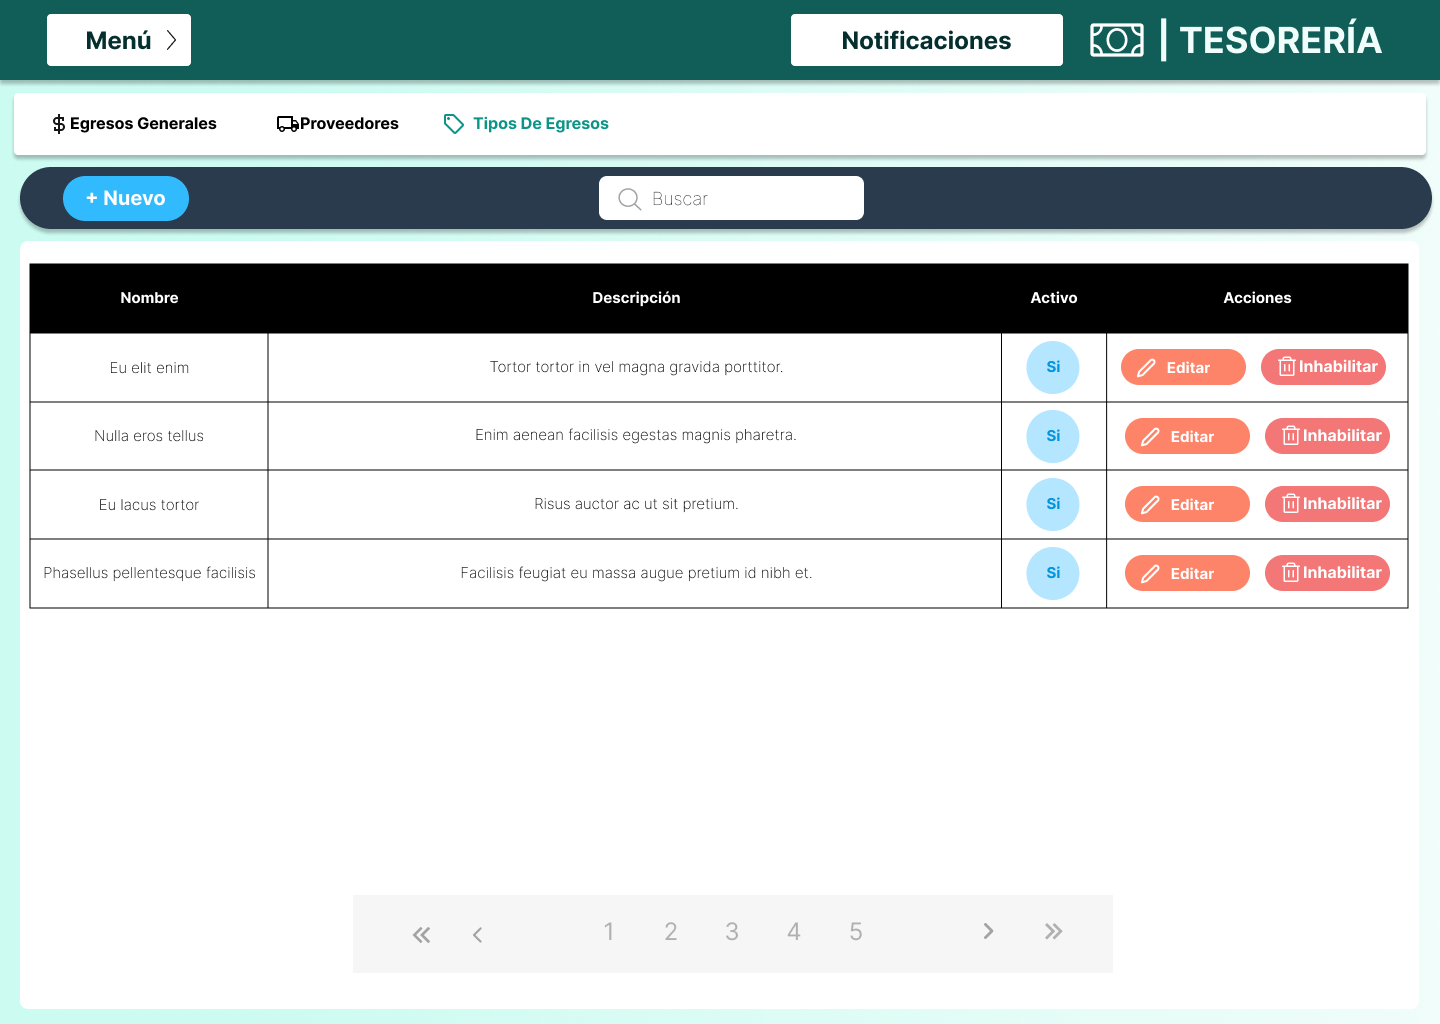 Menú
Notificaciones
| TESORERÍA
Egresos Generales
Proveedores
Tipos De Egresos
+ Nuevo
Buscar
Nombre Descripción Activo Acciones
Eu elit enim Tortor tortor in vel magna gravida porttitor. Si Editar Inhabilitar
Nulla eros tellus Enim aenean facilisis egestas magnis pharetra. Si Editar Inhabilitar
Eu lacus tortor Risus auctor ac ut sit pretium. Si Editar Inhabilitar
Phasellus pellentesque facilisis Facilisis feugiat eu massa augue pretium id nibh et. Si Editar Inhabilitar
1 2 3 4 5